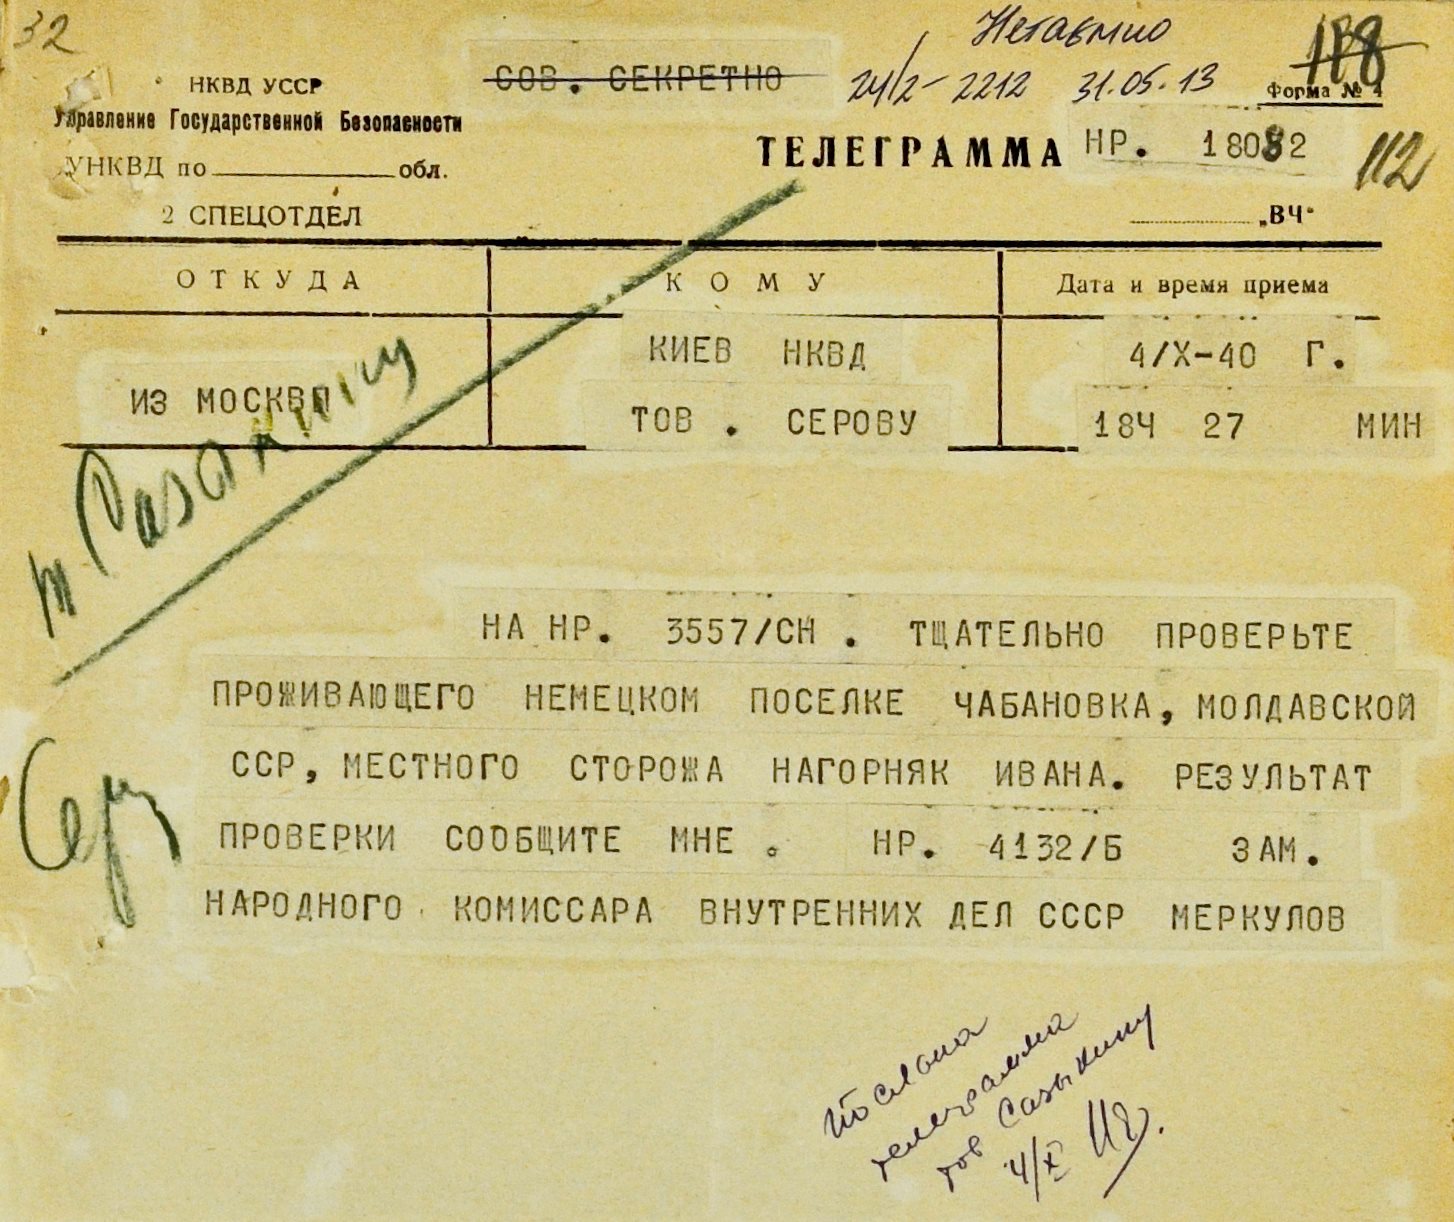 32
Нетаємно
24/2-2212 31.05.13
188
СОВ. СЕКРЕТНО
НКВД УССР
Управление Государственной Безопасности
УНКВД по обл.
2 СПЕЦОТДЕЛ
Форма № 1
ТЕЛЕГРАММА НР. 18082
112
„ВЧ"
ОТКУДА КОМУ Дата и время приема
ИЗ МОСКВЫ КИЕВ НКВД 4/X-40 Г.
ТОВ. СЕРОВУ 18Ч 27 МИН
т Сазыкину
НА НР. 3557/СН. ТЩАТЕЛЬНО ПРОВЕРЬТЕ
ПРОЖИВАЮЩЕГО НЕМЕЦКОМ ПОСЕЛКЕ ЧАБАНОВКА, МОЛДАВСКОЙ
ССР, МЕСТНОГО СТОРОЖА НАГОРНЯК ИВАНА. РЕЗУЛЬТАТ
ПРОВЕРКИ СООБЩИТЕ МНЕ. НР. 4132/Б ЗАМ.
НАРОДНОГО КОМИССАРА ВНУТРЕННИХ ДЕЛ СССР МЕРКУЛОВ
Послана
телеграмма
тов Сазыкину
4/X